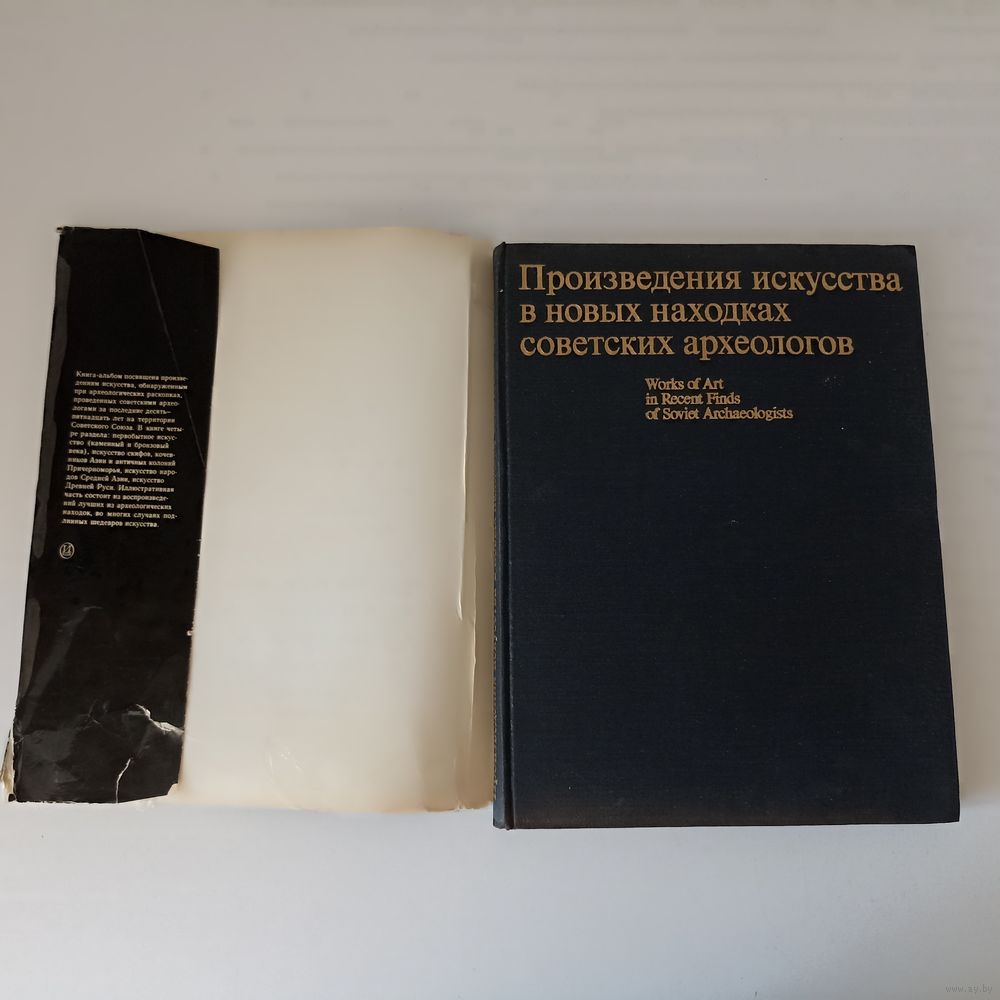 Книга-альбом посвящена произве-
дениям искусства, обнаруженным
при археологических раскопках,
проведенных советскими архео-
логами за последние десять—
пятнадцать лет на территории
Советского Союза. В книге четы-
ре раздела: первобытное искус-
ство (каменный и бронзовый
века), искусство скифов, кочев-
ников Азии и античных колоний
Причерноморья, искусство наро-
дов Средней Азии, искусство
Древней Руси. Иллюстративная
часть состоит из воспроизведе-
ний лучших из археологических
находок, во многих случаях под-
линных шедевров искусства.
Произведения искусства
в новых находках
советских археологов
Works of Art
in Recent Finds
of Soviet Archaeologists
www.ay.by